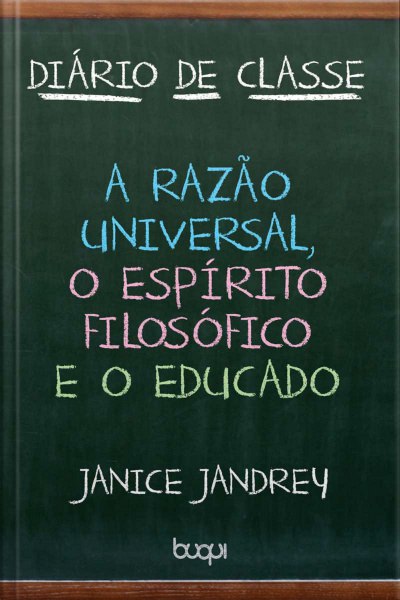 DIÁRIO DE CLASSE
A RAZÃO
UNIVERSAL,
O ESPÍRITO
FILOSÓFICO
E O EDUCADO
JANICE JANDREY
buqui